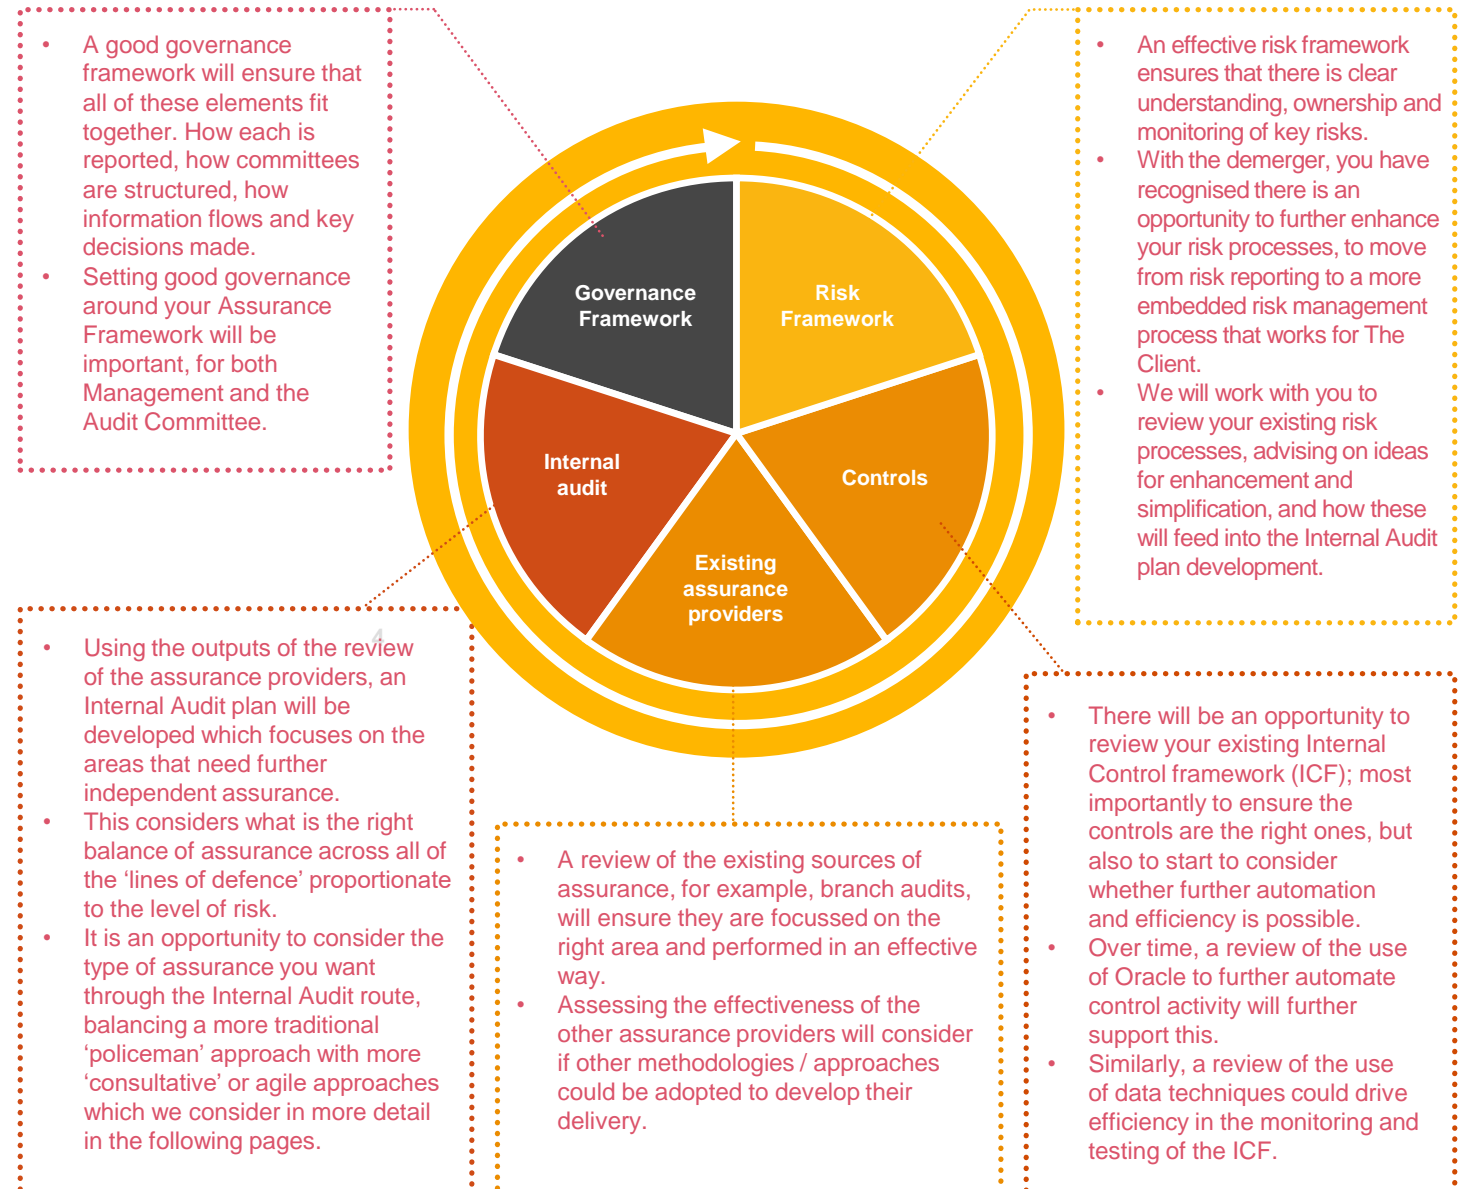 • A good governance
framework will ensure that
all of these elements fit
together. How each is
reported, how committees
are structured, how
information flows and key
decisions made.
• Setting good governance
around your Assurance
Framework will be
important, for both
Management and the
Audit Committee.
• An effective risk framework
ensures that there is clear
understanding, ownership and
monitoring of key risks.
• With the demerger, you have
recognised there is an
opportunity to further enhance
your risk processes, to move
from risk reporting to a more
embedded risk management
process that works for The
Client.
• We will work with you to
review your existing risk
processes, advising on ideas
for enhancement and
simplification, and how these
will feed into the Internal Audit
plan development.
Governance
Framework
Risk
Framework
Internal
audit
Controls
Existing
assurance
providers
4
• Using the outputs of the review
of the assurance providers, an
Internal Audit plan will be
developed which focuses on the
areas that need further
independent assurance.
• This considers what is the right
balance of assurance across all of
the ‘lines of defence’ proportionate
to the level of risk.
• It is an opportunity to consider the
type of assurance you want
through the Internal Audit route,
balancing a more traditional
‘policeman’ approach with more
‘consultative’ or agile approaches
which we consider in more detail
in the following pages.
• A review of the existing sources of
assurance, for example, branch audits,
will ensure they are focussed on the
right area and performed in an effective
way.
• Assessing the effectiveness of the
other assurance providers will consider
if other methodologies / approaches
could be adopted to develop their
delivery.
• There will be an opportunity to
review your existing Internal
Control framework (ICF); most
importantly to ensure the
controls are the right ones, but
also to start to consider
whether further automation
and efficiency is possible.
• Over time, a review of the use
of Oracle to further automate
control activity will further
support this.
• Similarly, a review of the use
of data techniques could drive
efficiency in the monitoring and
testing of the ICF.